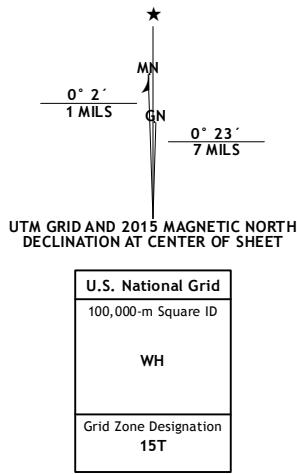 MN
0° 2´
1 MILS
GN
0° 23´
7 MILS
UTM GRID AND 2015 MAGNETIC NORTH
DECLINATION AT CENTER OF SHEET
U.S. National Grid
100,000-m Square ID
WH
Grid Zone Designation
15T